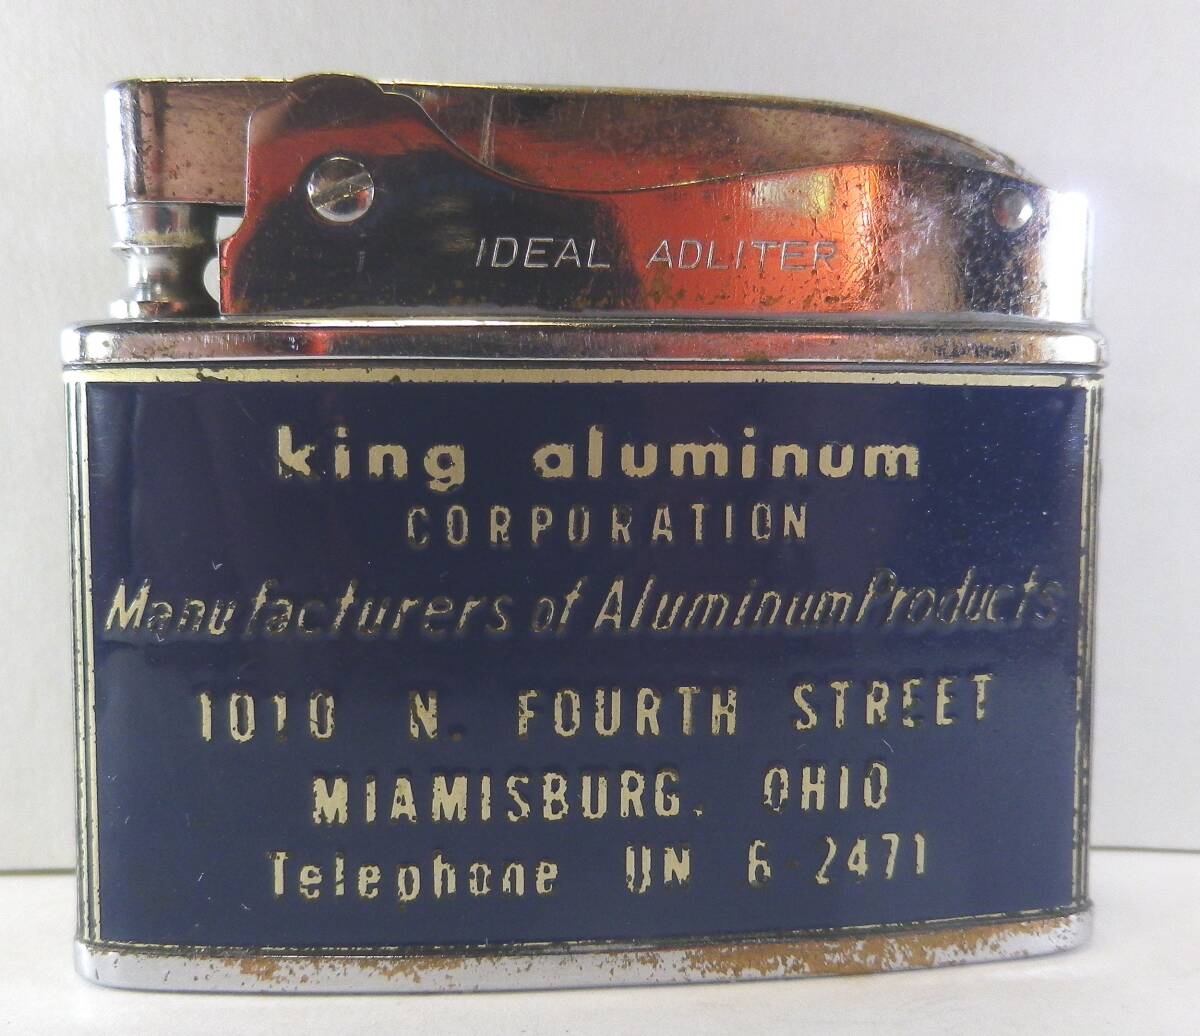 IDEAL ADLITER
king aluminum
CORPORATION
Manufacturers of Aluminum Products
1010 N. FOURTH STREET
MIAMISBURG, OHIO
Telephone UN 6-2471